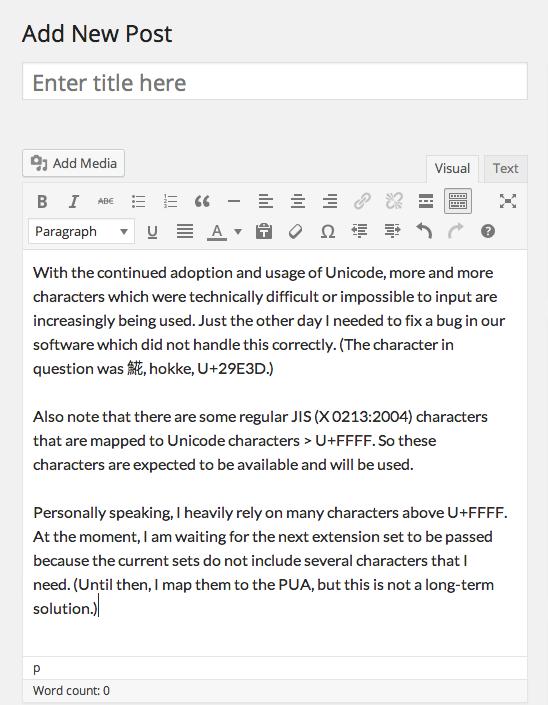 Add New Post
Enter title here
Add Media
Visual Text
B I ABC
Paragraph U A Ω ?
With the continued adoption and usage of Unicode, more and more
characters which were technically difficult or impossible to input are
increasingly being used. Just the other day I needed to fix a bug in our
software which did not handle this correctly. (The character in
question was 𩸽, hokke, U+29E3D.)
Also note that there are some regular JIS (X 0213:2004) characters
that are mapped to Unicode characters > U+FFFF. So these
characters are expected to be available and will be used.
Personally speaking, I heavily rely on many characters above U+FFFF.
At the moment, I am waiting for the next extension set to be passed
because the current sets do not include several characters that I
need. (Until then, I map them to the PUA, but this is not a long-term
solution.)
p
Word count: 0